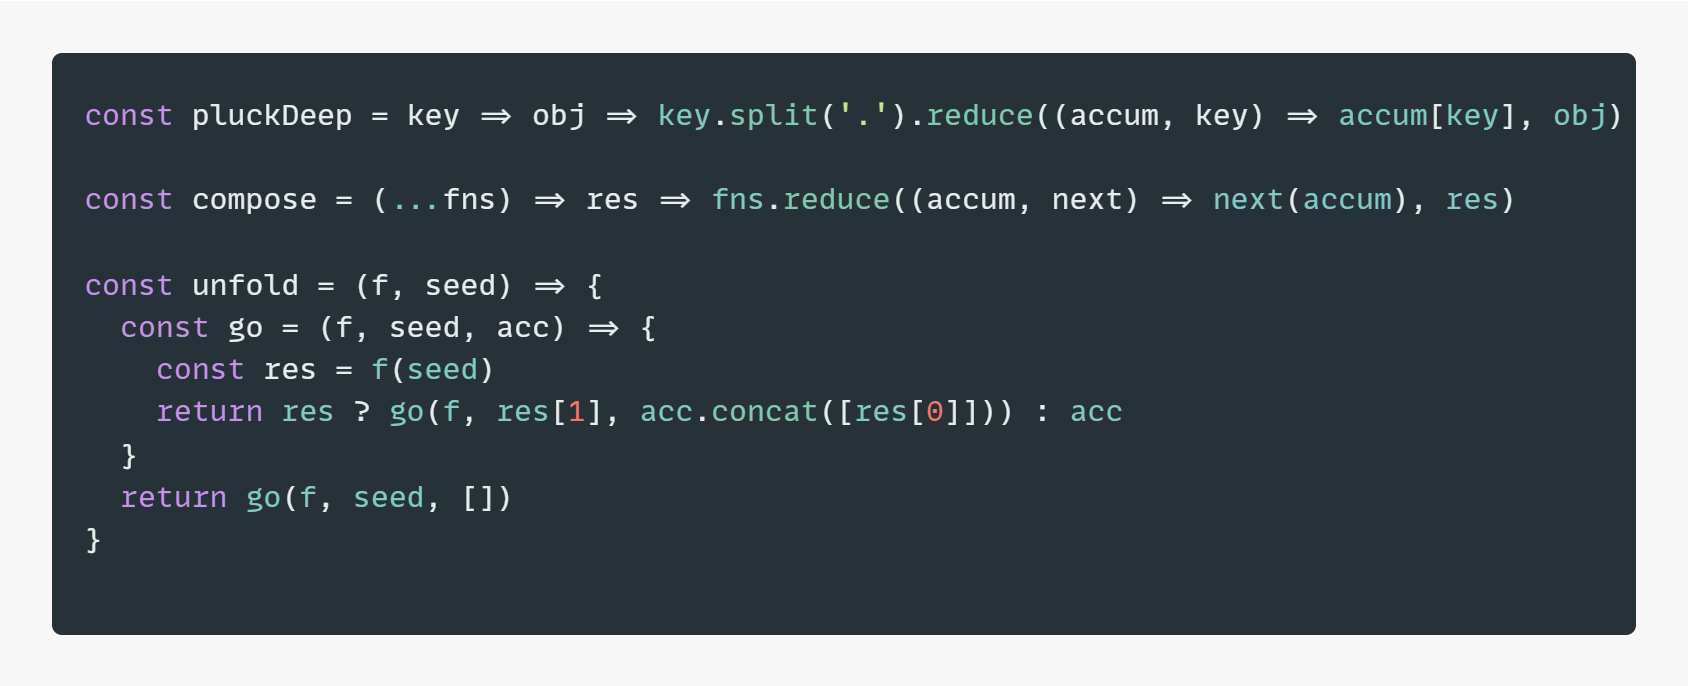 const pluckDeep = key => obj => key.split('.').reduce((accum, key) => accum[key], obj)
const compose = (...fns) => res => fns.reduce((accum, next) => next(accum), res)
const unfold = (f, seed) => {
const go = (f, seed, acc) => {
const res = f(seed)
return res ? go(f, res[1], acc.concat([res[0]])) : acc
}
return go(f, seed, [])
}